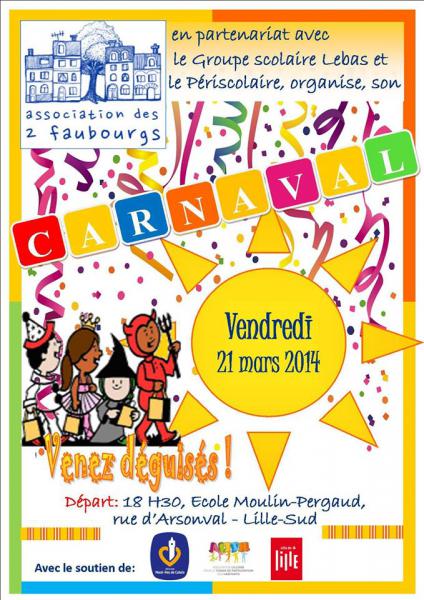 association des
2 faubourgs
en partenariat avec
le Groupe scolaire Lebas et
le Périscolaire, organise, son
CARNAVAL
Vendredi
21 mars 2014
Venez déguisés !
Départ: 18 H30, Ecole Moulin-Pergaud,
rue d'Arsonval - Lille-Sud
Avec le soutien de:
ville de
lille